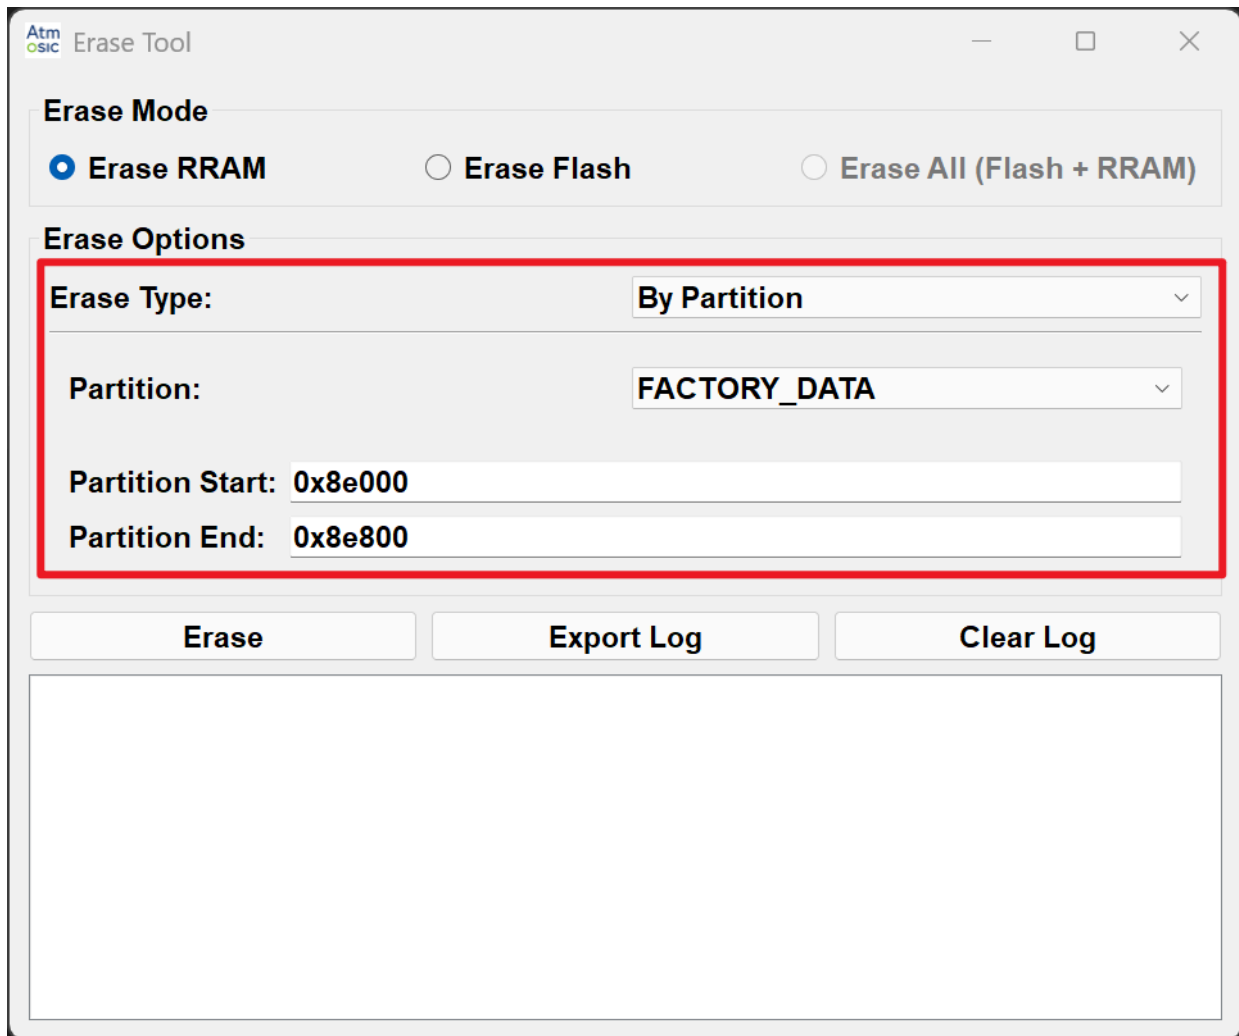 Atm
osic
Erase Tool
Erase Mode
Erase RRAM Erase Flash Erase All (Flash + RRAM)
Erase Options
Erase Type: By Partition
Partition: FACTORY_DATA
Partition Start: 0x8e000
Partition End: 0x8e800
Erase Export Log Clear Log